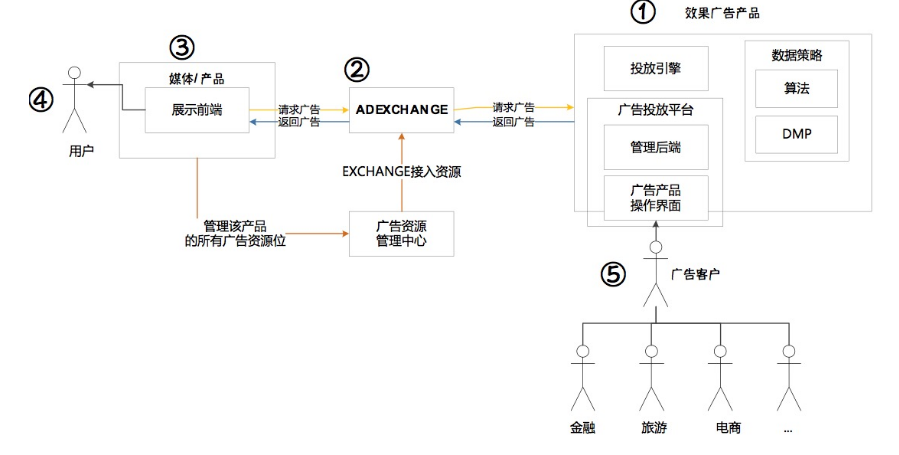 ①
效果广告产品
③
②
投放引擎
数据策略
媒体/产品
④
展示前端
请求广告
返回广告
ADEXCHANGE
请求广告
返回广告
算法
广告投放平台
DMP
用户
管理后端
EXCHANGE接入资源
广告产品
操作界面
管理该产品
的所有广告资源位
广告资源
管理中心
⑤
广告客户
金融
旅游
电商
...